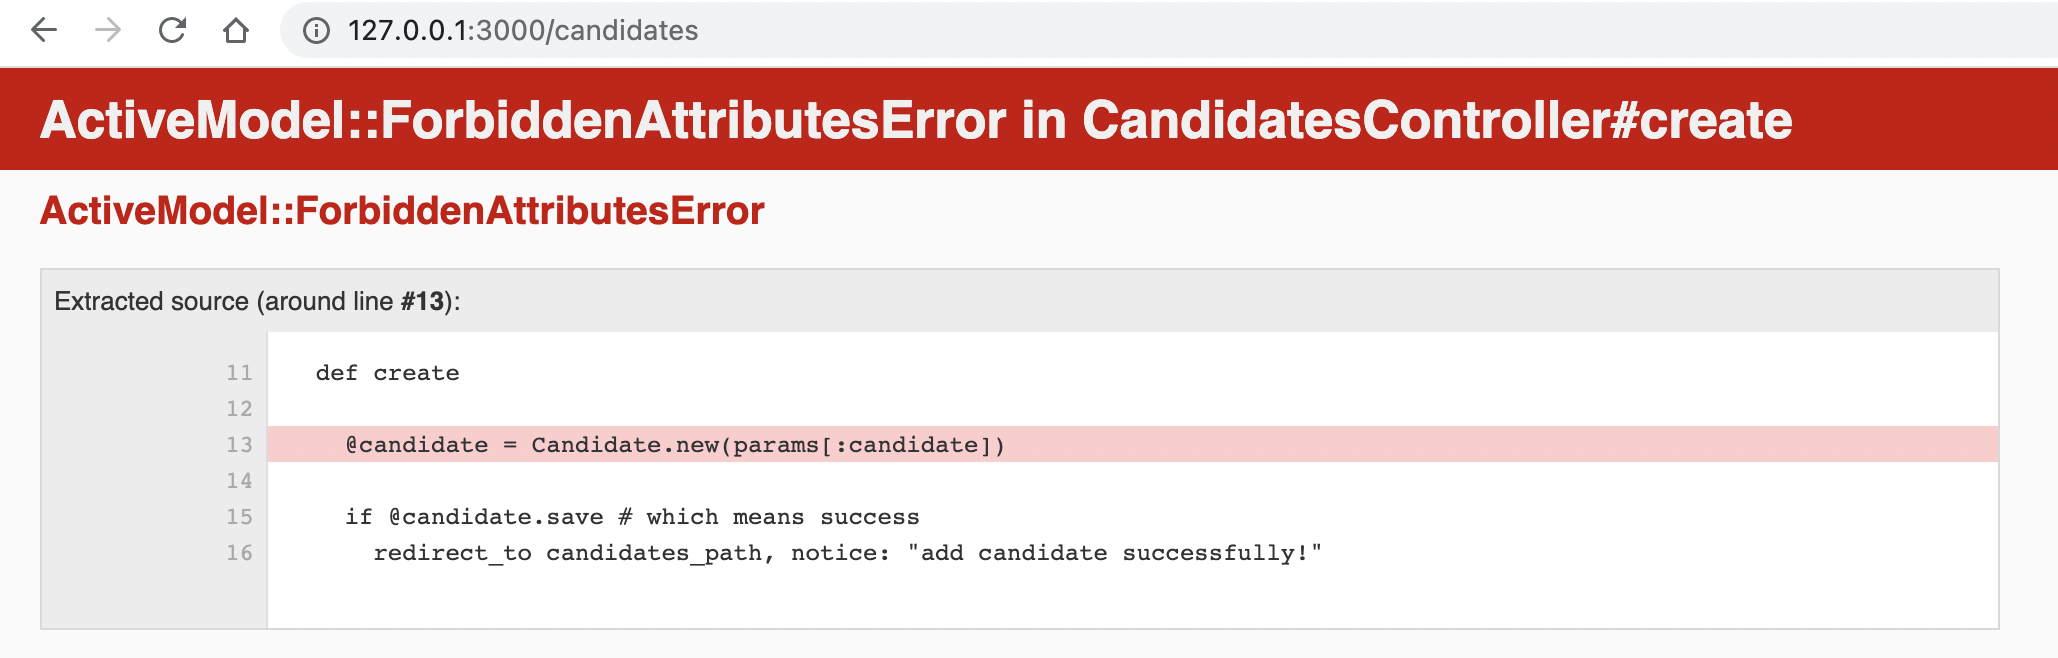 127.0.0.1:3000/candidates
ActiveModel::ForbiddenAttributesError in CandidatesController#create
ActiveModel::ForbiddenAttributesError
Extracted source (around line #13):
11 def create
12
13 @candidate = Candidate.new(params[:candidate])
14
15 if @candidate.save # which means success
16 redirect_to candidates_path, notice: "add candidate successfully!"